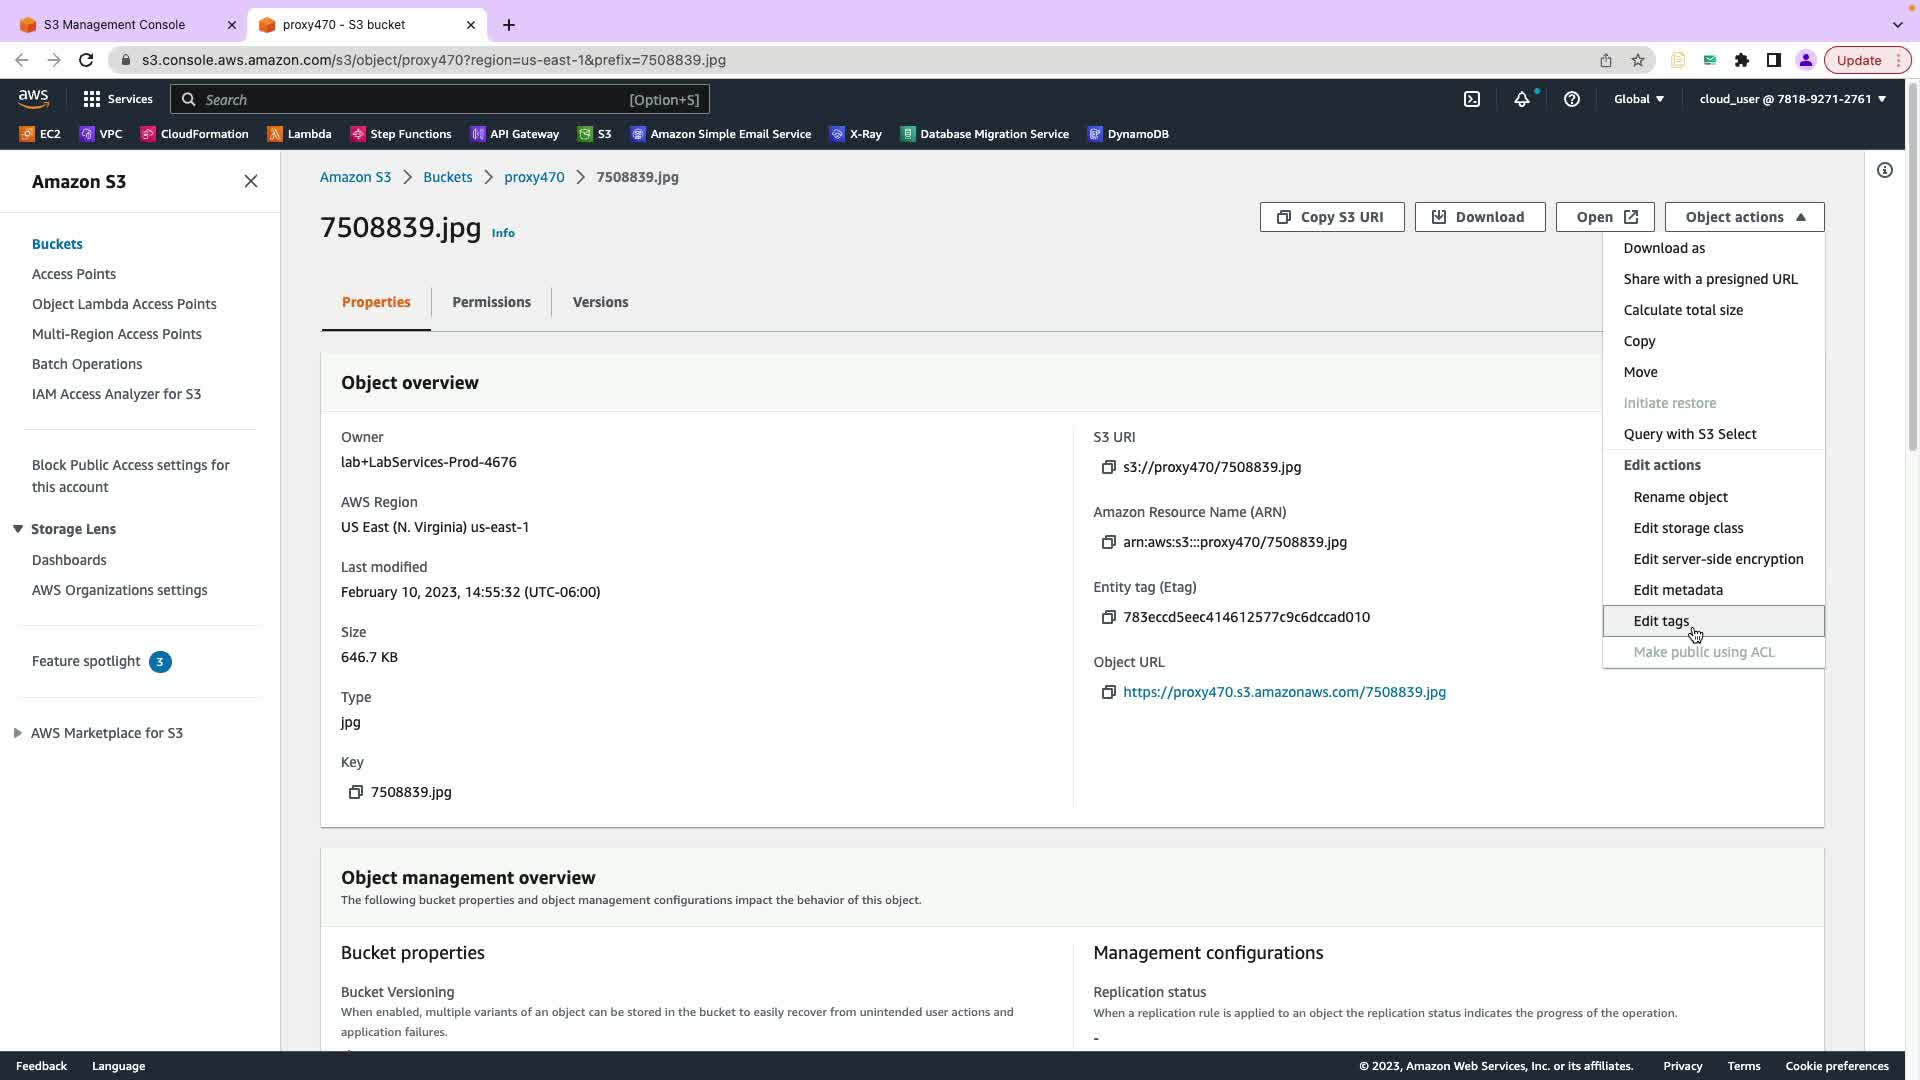 S3 Management Console
proxy470 - S3 bucket
s3.console.aws.amazon.com/s3/object/proxy470?region=us-east-1&prefix=7508839.jpg
Update
aws
Services
Search
[Option+S]
Global
cloud_user @ 7818-9271-2761
EC2
VPC
CloudFormation
Lambda
Step Functions
API Gateway
S3
Amazon Simple Email Service
X-Ray
Database Migration Service
DynamoDB
Amazon S3
Buckets
Access Points
Object Lambda Access Points
Multi-Region Access Points
Batch Operations
IAM Access Analyzer for S3
Block Public Access settings for
this account
Storage Lens
Dashboards
AWS Organizations settings
Feature spotlight 3
AWS Marketplace for S3
Amazon S3 > Buckets > proxy470 > 7508839.jpg
7508839.jpg Info
Copy S3 URI
Download
Open
Object actions
Download as
Share with a presigned URL
Calculate total size
Copy
Move
Initiate restore
Query with S3 Select
Edit actions
Rename object
Edit storage class
Edit server-side encryption
Edit metadata
Edit tags
Make public using ACL
Properties
Permissions
Versions
Object overview
Owner
lab+LabServices-Prod-4676
AWS Region
US East (N. Virginia) us-east-1
Last modified
February 10, 2023, 14:55:32 (UTC-06:00)
Size
646.7 KB
Type
jpg
Key
7508839.jpg
S3 URI
s3://proxy470/7508839.jpg
Amazon Resource Name (ARN)
arn:aws:s3:::proxy470/7508839.jpg
Entity tag (Etag)
783eccd5eec414612577c9c6dccad010
Object URL
https://proxy470.s3.amazonaws.com/7508839.jpg
Object management overview
The following bucket properties and object management configurations impact the behavior of this object.
Bucket properties
Bucket Versioning
When enabled, multiple variants of an object can be stored in the bucket to easily recover from unintended user actions and
application failures.
Management configurations
Replication status
When a replication rule is applied to an object the replication status indicates the progress of the operation.
-
Feedback
Language
© 2023, Amazon Web Services, Inc. or its affiliates.
Privacy
Terms
Cookie preferences